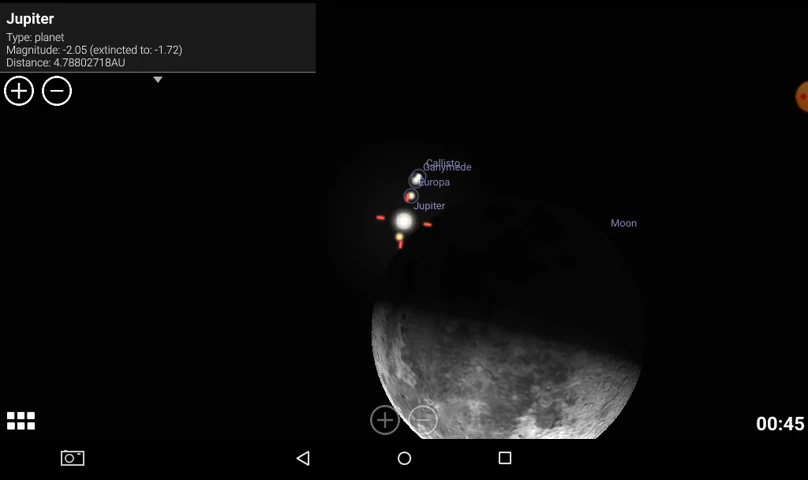 Jupiter
Type: planet
Magnitude: -2.05 (extincted to: -1.72)
Distance: 4.78802718AU
Callisto
Ganymede
Europa
Jupiter
Moon
00:45